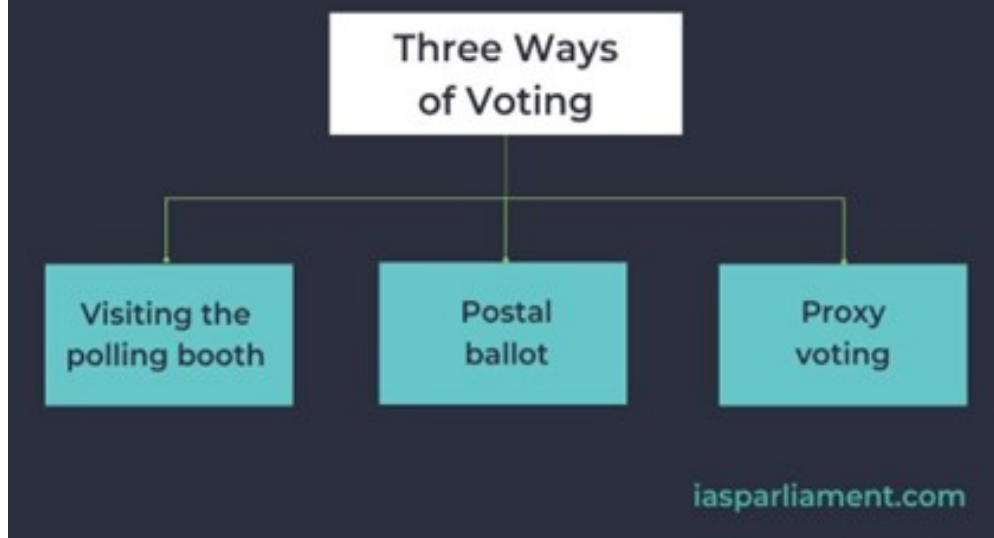 Three Ways
of Voting
Visiting the
polling booth
Postal
ballot
Proxy
voting
iasparliament.com